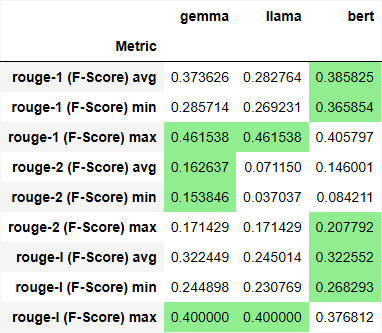 gemma llama bert
Metric
rouge-1 (F-Score) avg 0.373626 0.282764 0.385825
rouge-1 (F-Score) min 0.285714 0.269231 0.365854
rouge-1 (F-Score) max 0.461538 0.461538 0.405797
rouge-2 (F-Score) avg 0.162637 0.071150 0.146001
rouge-2 (F-Score) min 0.153846 0.037037 0.084211
rouge-2 (F-Score) max 0.171429 0.171429 0.207792
rouge-l (F-Score) avg 0.322449 0.245014 0.322552
rouge-l (F-Score) min 0.244898 0.230769 0.268293
rouge-l (F-Score) max 0.400000 0.400000 0.376812